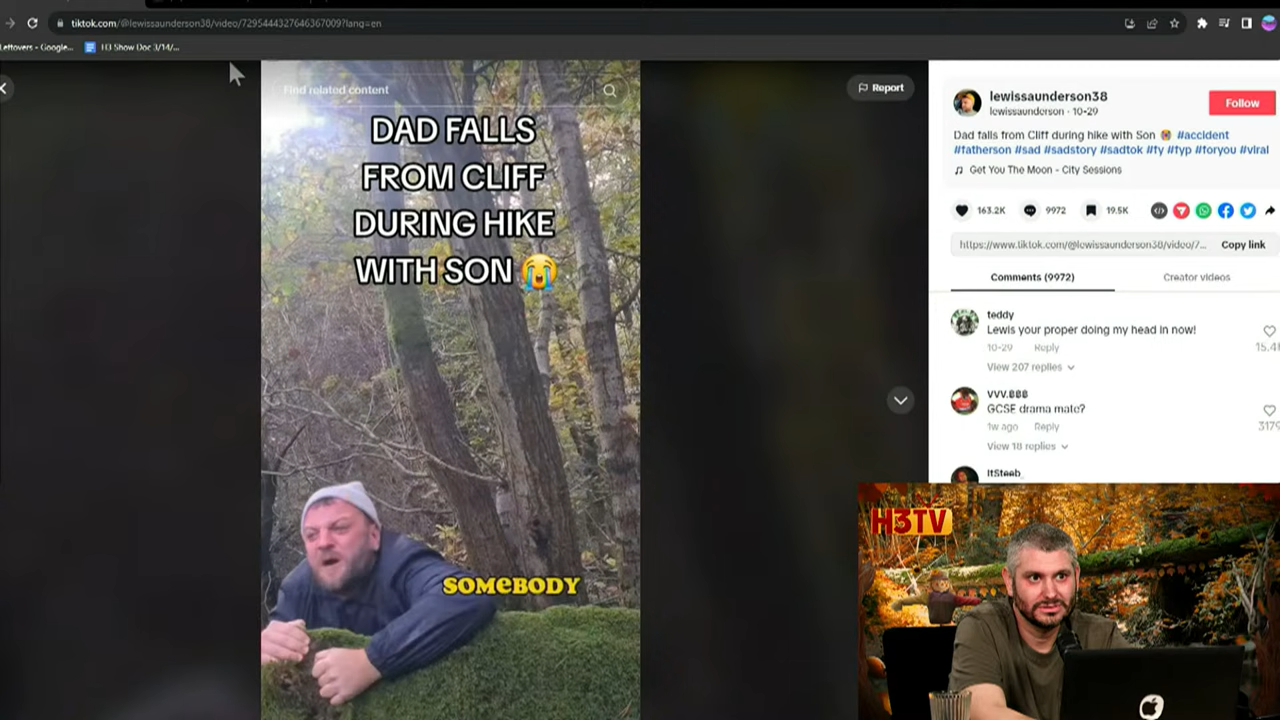 tiktok.com/@lewissaunderson38/video/7295444327646367009?lang=en
Leftovers - Google...
H3 Show Doc 3/14/...
Find related content
DAD FALLS
FROM CLIFF
DURING HIKE
WITH SON 😭
SOMEBODY
Report
lewissaunderson38
lewissaunderson · 10-29
Follow
Dad falls from Cliff during hike with Son 😭 #accident
#fatherson #sad #sadstory #sadtok #fy #fyp #foryou #viral
Get You The Moon - City Sessions
163.2K
9972
19.5K
https://www.tiktok.com/@lewissaunderson38/video/7...
Copy link
Comments (9972)
Creator videos
teddy
Lewis your proper doing my head in now!
10-29 Reply
15.4
View 207 replies
VVV.฿฿฿
GCSE drama mate?
1w ago Reply
3179
View 18 replies
ItSteeb_
H3TV